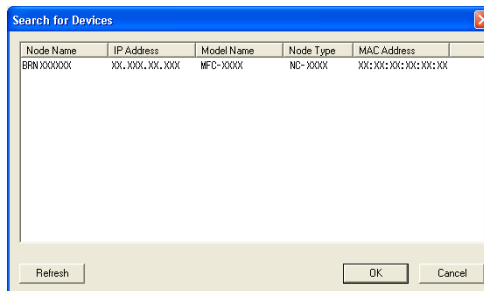 Search for Devices
Node Name IP Address Model Name Node Type MAC Address
BRNXXXXXX XX.XXX.XX.XXX MFC-XXXX NC-XXXX XX:XX:XX:XX:XX:XX
Refresh OK Cancel